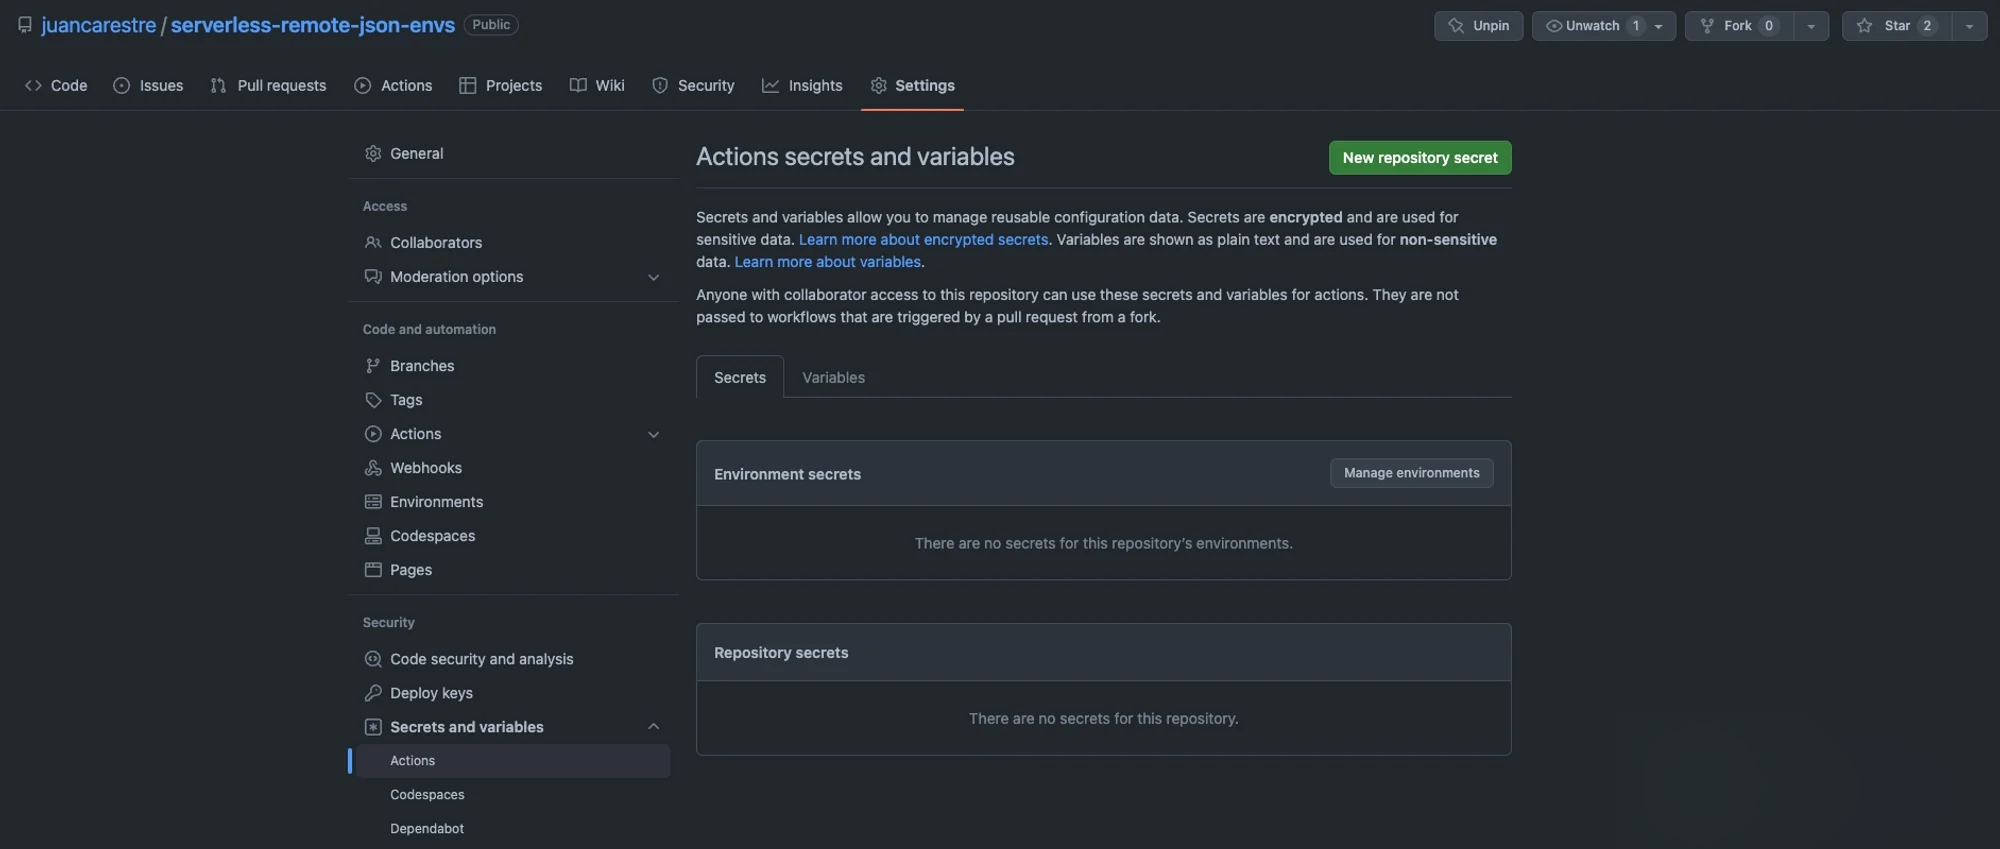 juancarestre / serverless-remote-json-envs Public
Unpin Unwatch 1 Fork 0 Star 2
Code Issues Pull requests Actions Projects Wiki Security Insights Settings
General
Access
Collaborators
Moderation options
Code and automation
Branches
Tags
Actions
Webhooks
Environments
Codespaces
Pages
Security
Code security and analysis
Deploy keys
Secrets and variables
Actions
Codespaces
Dependabot
Actions secrets and variables
New repository secret
Secrets and variables allow you to manage reusable configuration data. Secrets are encrypted and are used for
sensitive data. Learn more about encrypted secrets. Variables are shown as plain text and are used for non-sensitive
data. Learn more about variables.
Anyone with collaborator access to this repository can use these secrets and variables for actions. They are not
passed to workflows that are triggered by a pull request from a fork.
Secrets Variables
Environment secrets
Manage environments
There are no secrets for this repository's environments.
Repository secrets
There are no secrets for this repository.